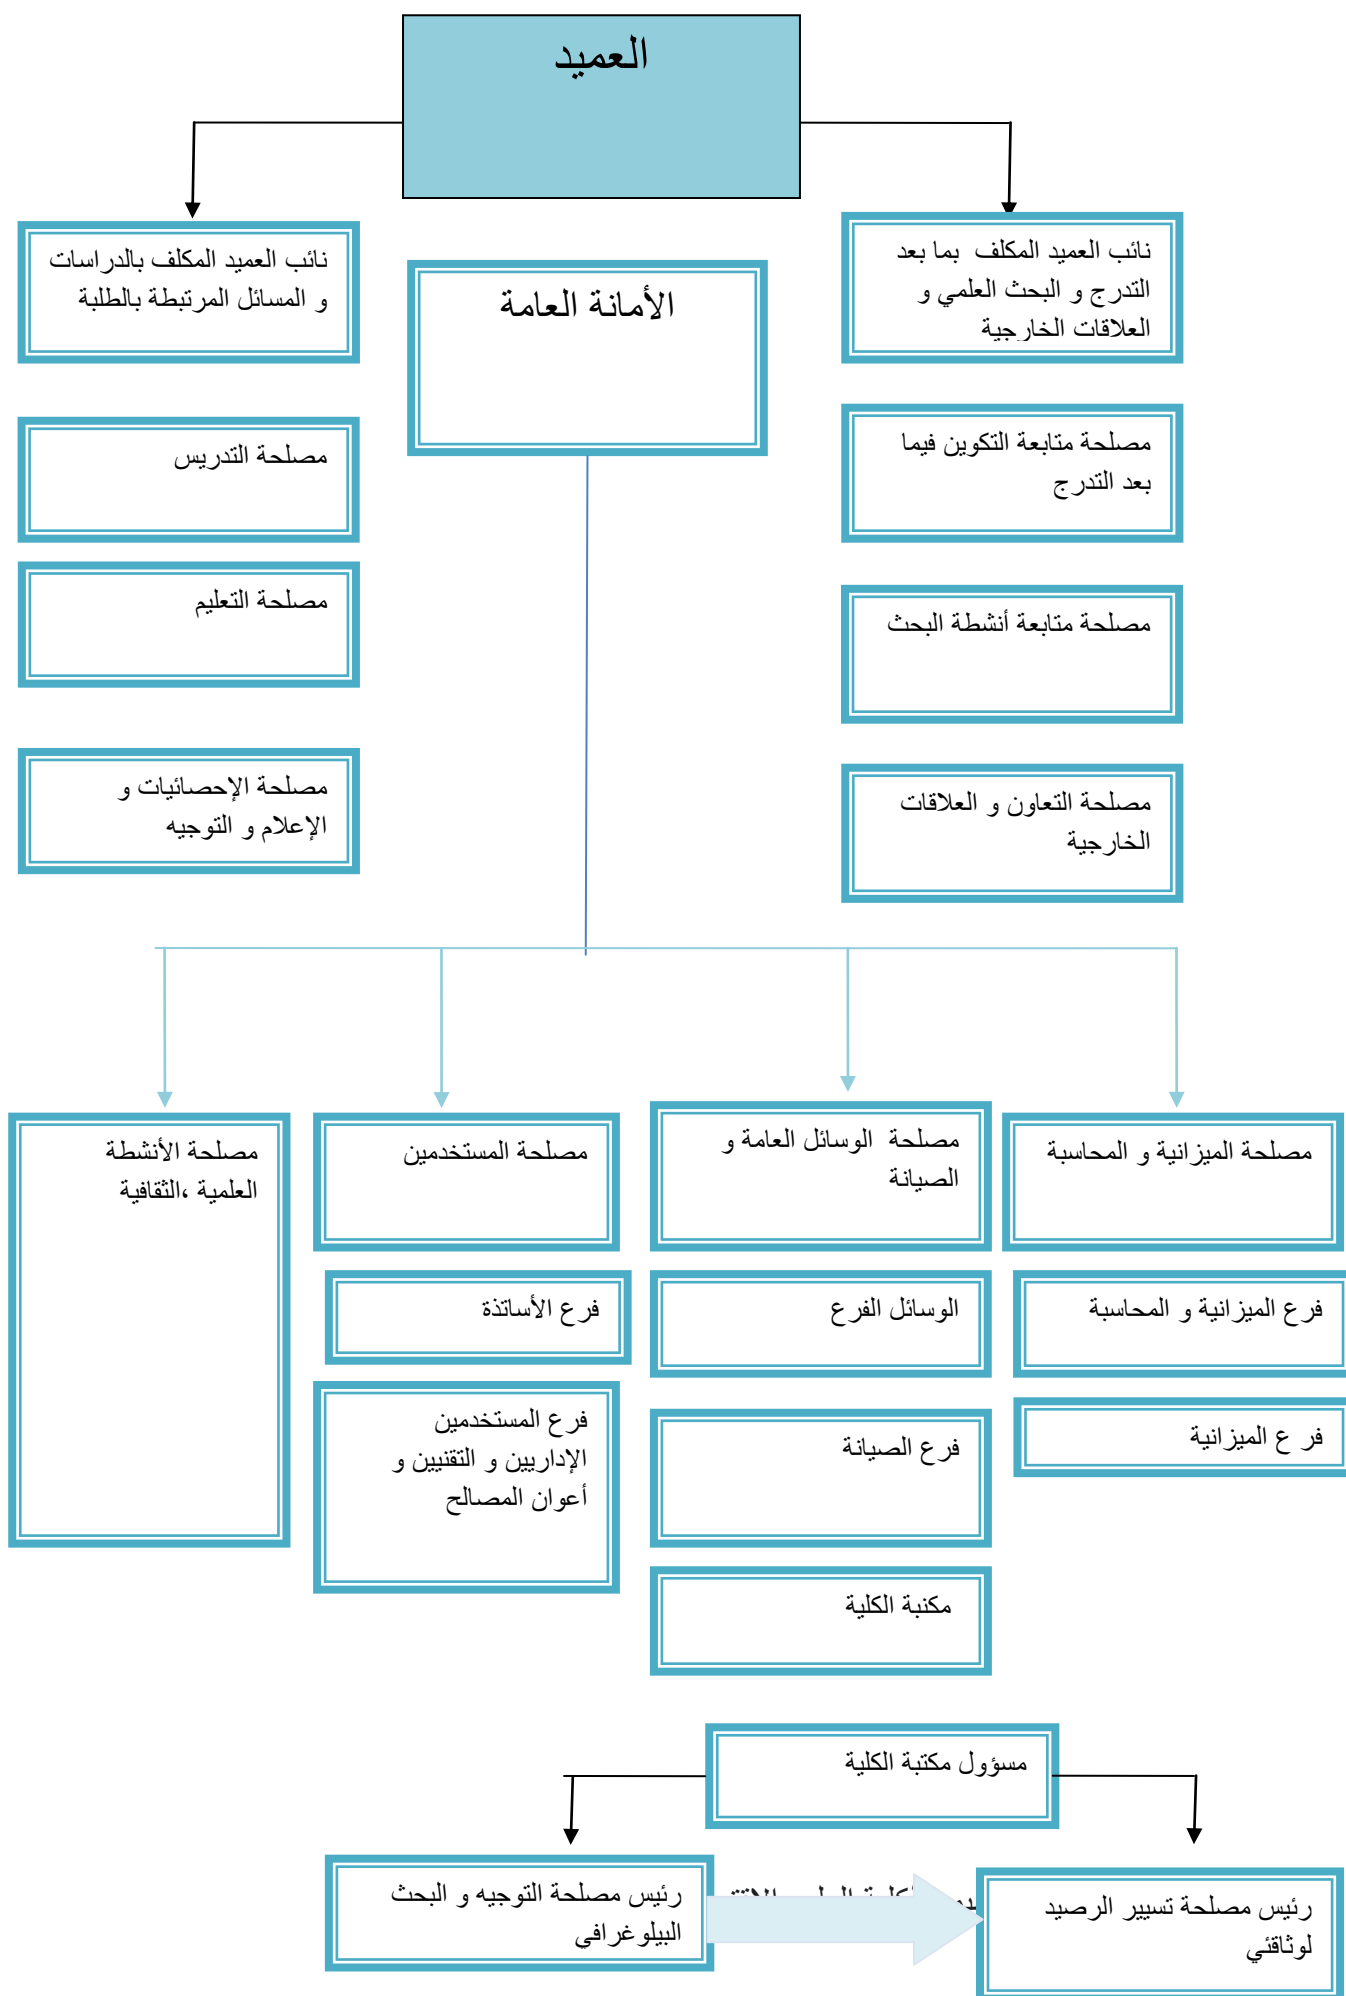 العميد
نائب العميد المكلف بما بعد
التدرج و البحث العلمي و
العلاقات الخارجية
الأمانة العامة
نائب العميد المكلف بالدراسات
و المسائل المرتبطة بالطلبة
مصلحة متابعة التكوين فيما
بعد التدرج
مصلحة التدريس
مصلحة متابعة أنشطة البحث
مصلحة التعليم
مصلحة التعاون و العلاقات
الخارجية
مصلحة الإحصائيات و
الإعلام و التوجيه
مصلحة الميزانية و المحاسبة
مصلحة الوسائل العامة و
الصيانة
مصلحة المستخدمين
مصلحة الأنشطة
العلمية ،الثقافية
فرع الميزانية و المحاسبة
الوسائل الفرع
فرع الأساتذة
فر ع الميزانية
فرع الصيانة
فرع المستخدمين
الإداريين و التقنيين و
أعوان المصالح
مكنبة الكلية
مسؤول مكتبة الكلية
رئيس مصلحة تسيير الرصيد
لوثاقئي
رئيس مصلحة التوجيه و البحث
البيلوغرافي